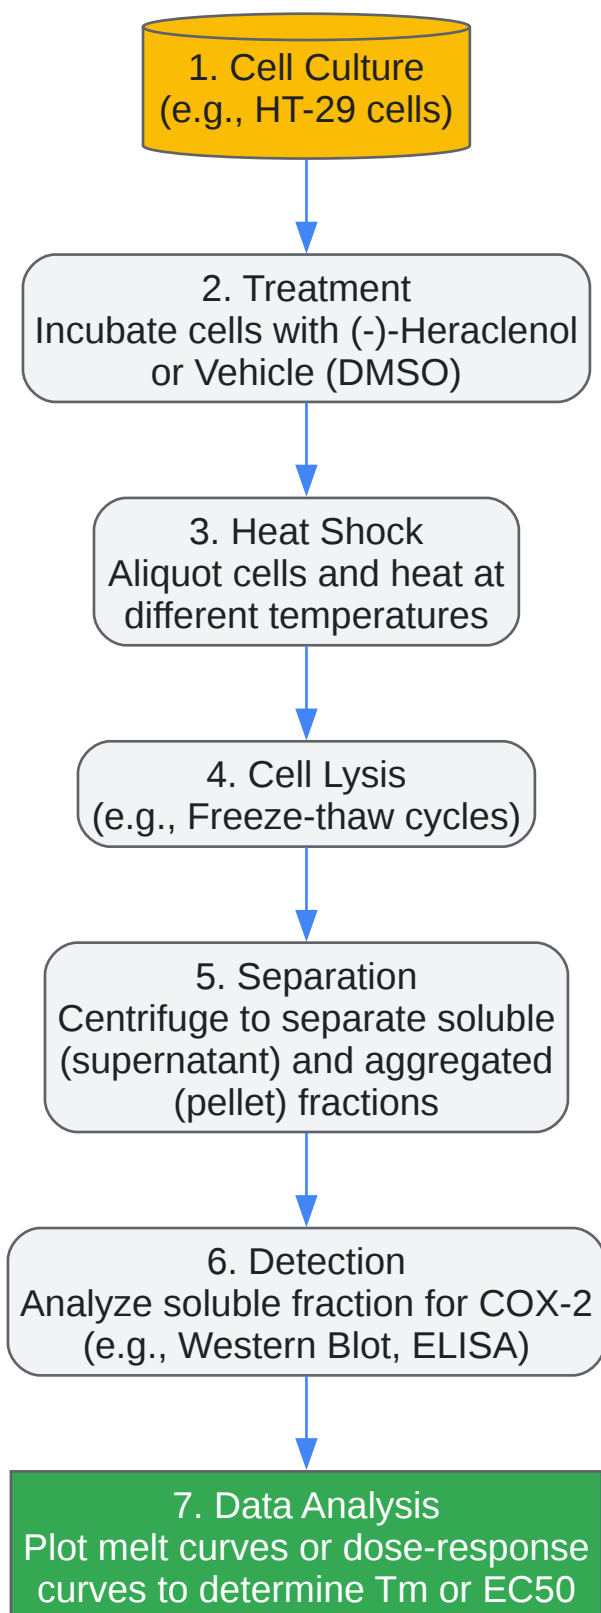 1. Cell Culture
(e.g., HT-29 cells)
2. Treatment
Incubate cells with (-)-Heraclenol
or Vehicle (DMSO)
3. Heat Shock
Aliquot cells and heat at
different temperatures
4. Cell Lysis
(e.g., Freeze-thaw cycles)
5. Separation
Centrifuge to separate soluble
(supernatant) and aggregated
(pellet) fractions
6. Detection
Analyze soluble fraction for COX-2
(e.g., Western Blot, ELISA)
7. Data Analysis
Plot melt curves or dose-response
curves to determine Tm or EC50